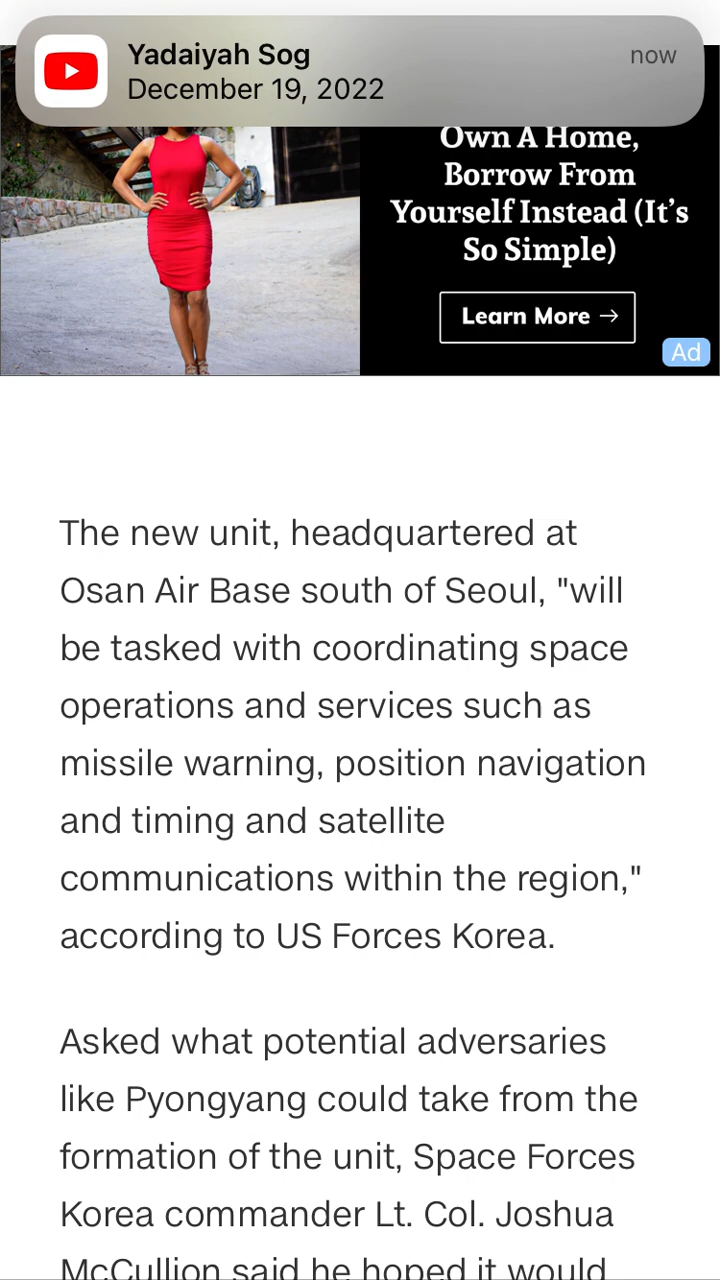 Yadaiyah Sog
now
December 19, 2022
Own A Home,
Borrow From
Yourself Instead (It’s
So Simple)
Learn More →
Ad
The new unit, headquartered at
Osan Air Base south of Seoul, "will
be tasked with coordinating space
operations and services such as
missile warning, position navigation
and timing and satellite
communications within the region,"
according to US Forces Korea.
Asked what potential adversaries
like Pyongyang could take from the
formation of the unit, Space Forces
Korea commander Lt. Col. Joshua
McCullion said he hoped it would